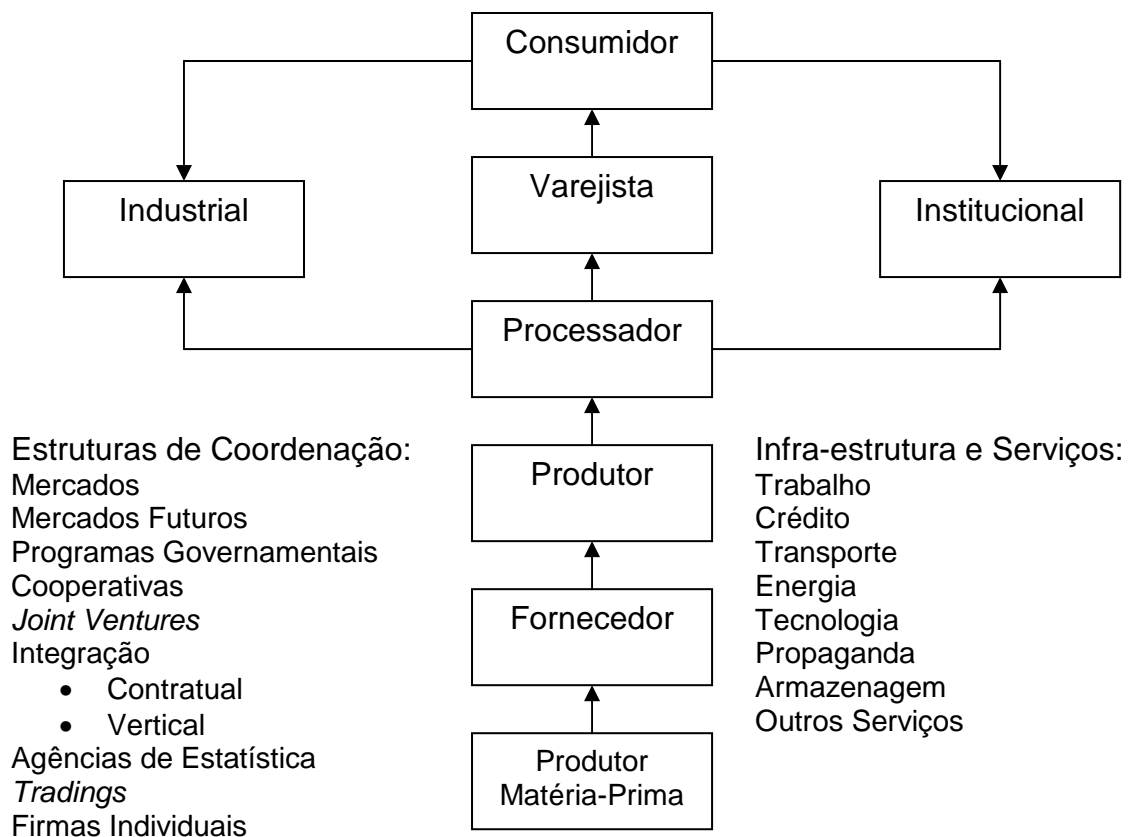 Consumidor
Industrial
Varejista
Institucional
Processador
Estruturas de Coordenação:
Mercados
Mercados Futuros
Programas Governamentais
Cooperativas
Joint Ventures
Integração
• Contratual
• Vertical
Agências de Estatística
Tradings
Firmas Individuais
Produtor
Fornecedor
Produtor
Matéria-Prima
Infra-estrutura e Serviços:
Trabalho
Crédito
Transporte
Energia
Tecnologia
Propaganda
Armazenagem
Outros Serviços